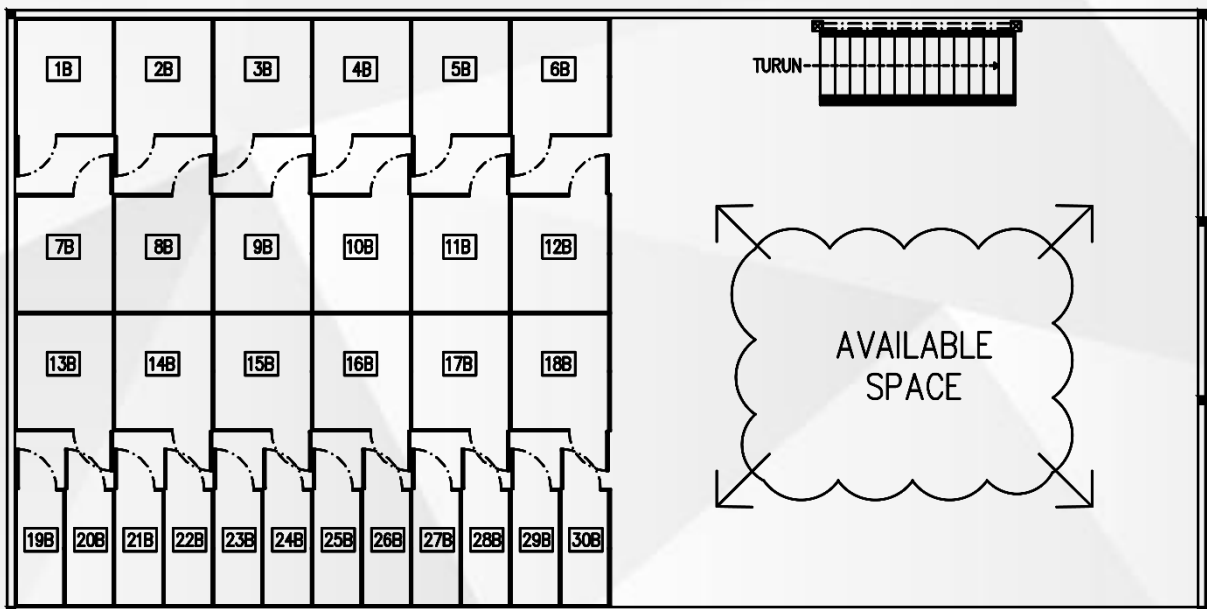 1B 2B 3B 4B 5B 6B
TURUN
7B 8B 9B 10B 11B 12B
13B 14B 15B 16B 17B 18B
AVAILABLE
SPACE
19B 20B 21B 22B 23B 24B 25B 26B 27B 28B 29B 30B